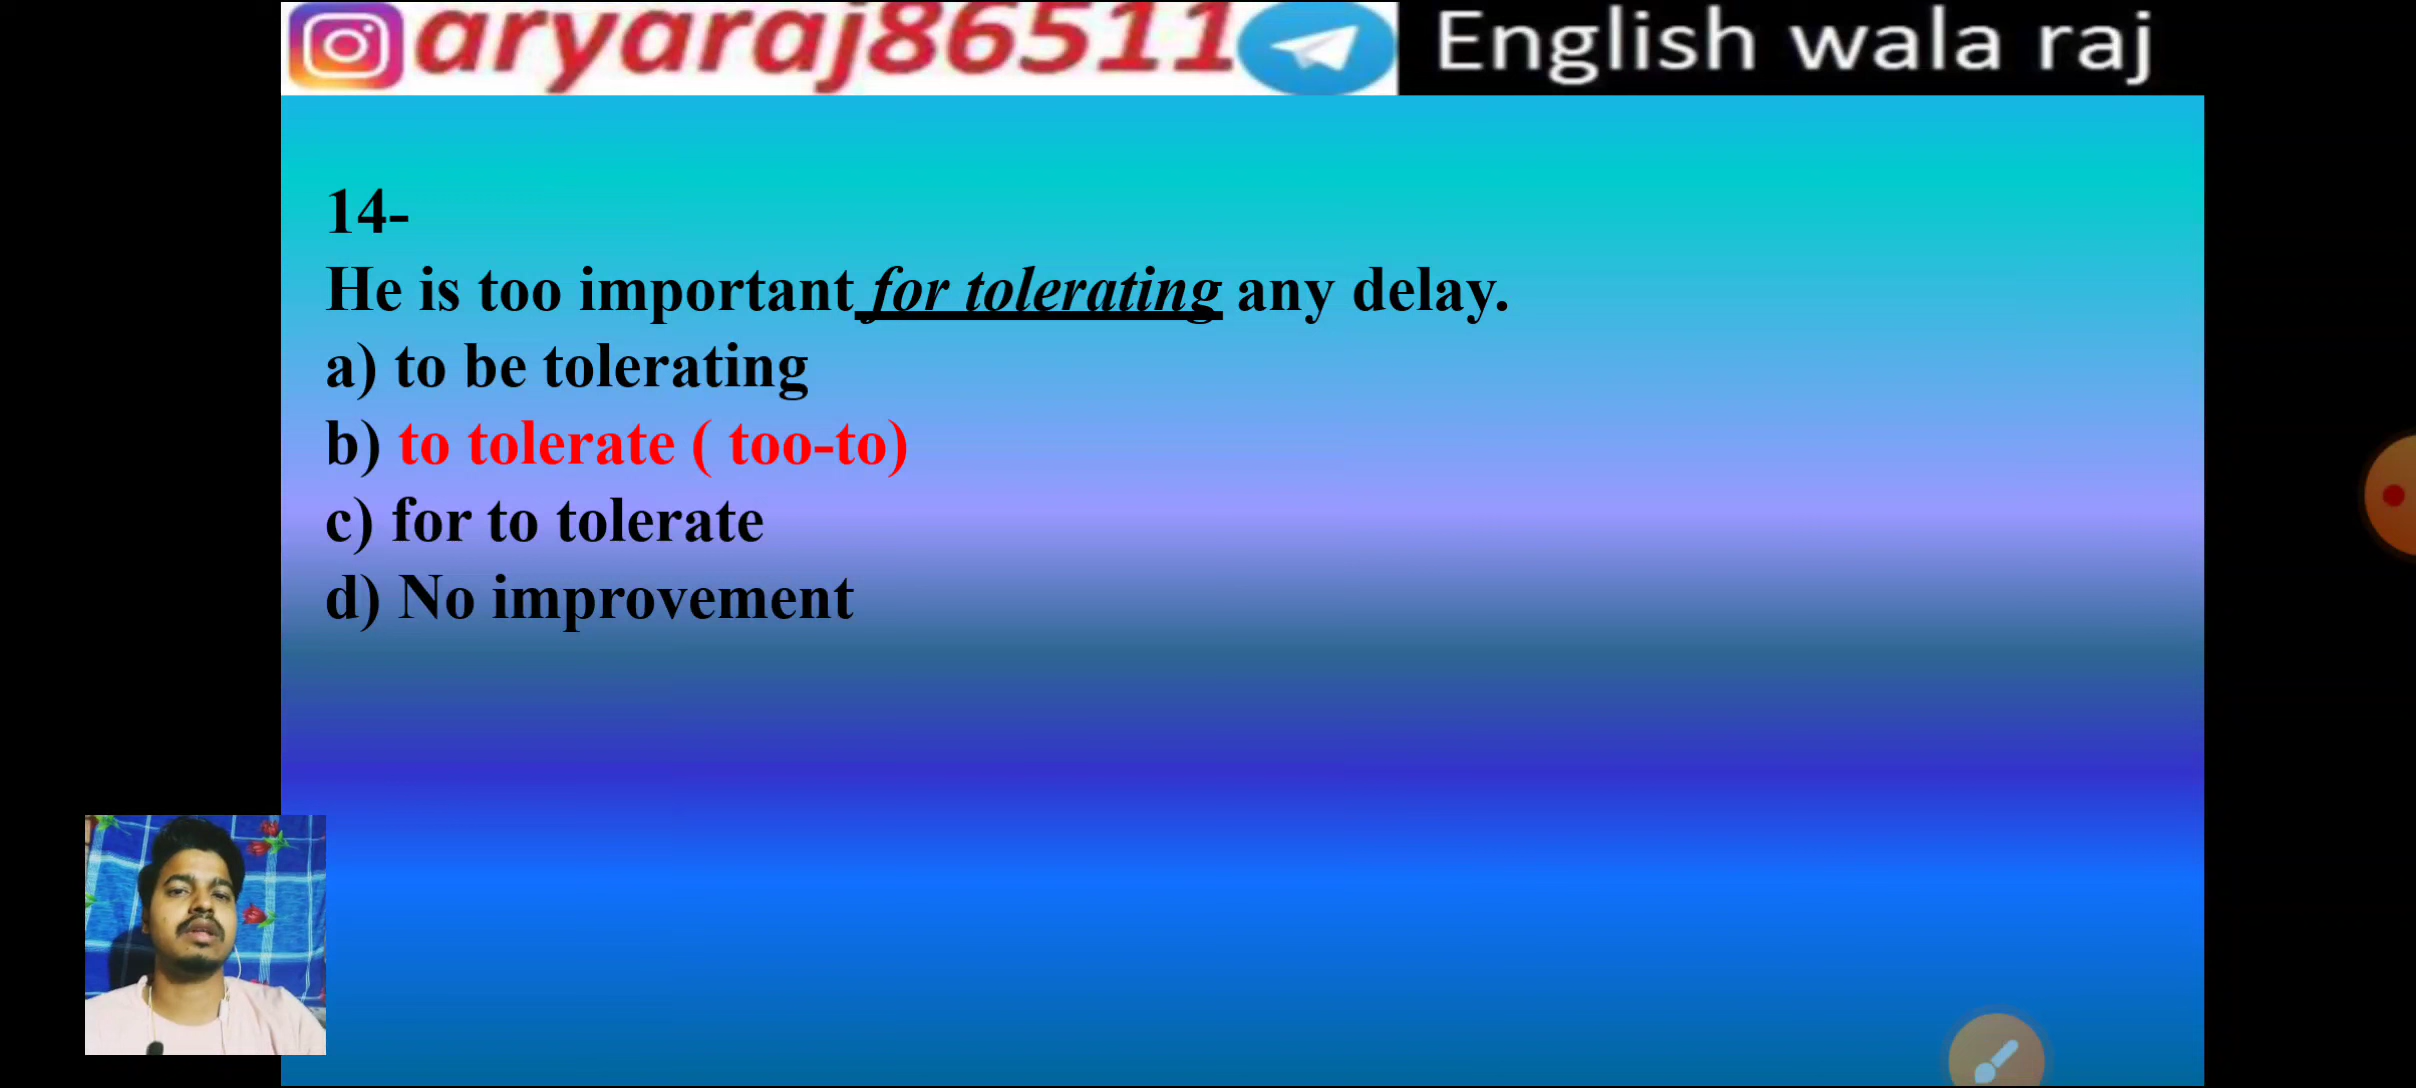 aryaraj86511 English wala raj
14-
He is too important for tolerating any delay.
a) to be tolerating
b) to tolerate ( too-to)
c) for to tolerate
d) No improvement